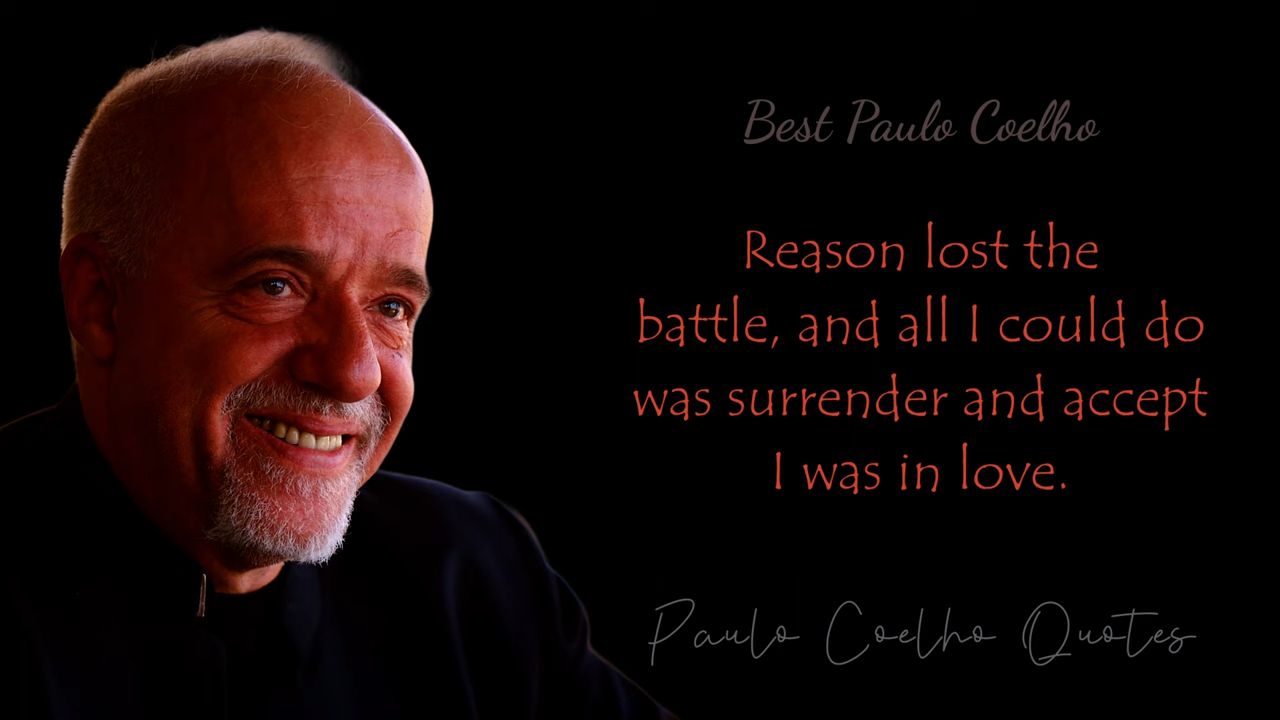 Best Paulo Coelho
Reason lost the
battle, and all I could do
was surrender and accept
I was in love.
Paulo Coelho Quotes